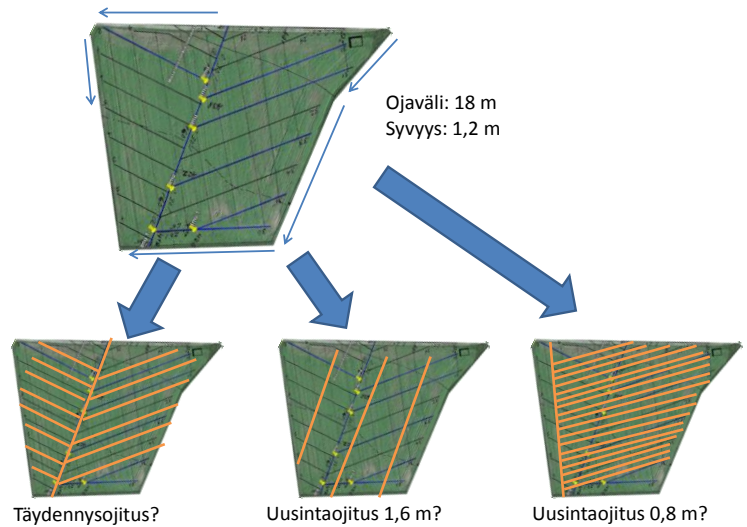 Ojaväli: 18 m
Syvyys: 1,2 m
Täydennysojitus?
Uusintaojitus 1,6 m?
Uusintaojitus 0,8 m?